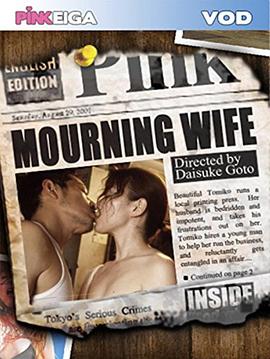 PINKEIGA VOD
ENGLISH
EDITION
Pink
Saturday, August 29, 2001
MOURNING WIFE
Directed by
Daisuke Goto
Beautiful Tomiko runs a
local printing press. Her
husband is bedridden and
impotent, and takes his
frustrations out on her.
Tomiko hires a young man
to help her run the business,
and reluctantly gets
entangled in an affair...
■ Continued on page 2
INSIDE
Tokyo's Serious Crimes